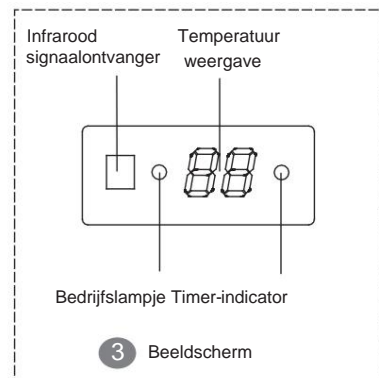 Infrarood
signaalontvanger
Temperatuur
weergave
88
Bedrijfslampje Timer-indicator
3 Beeldscherm